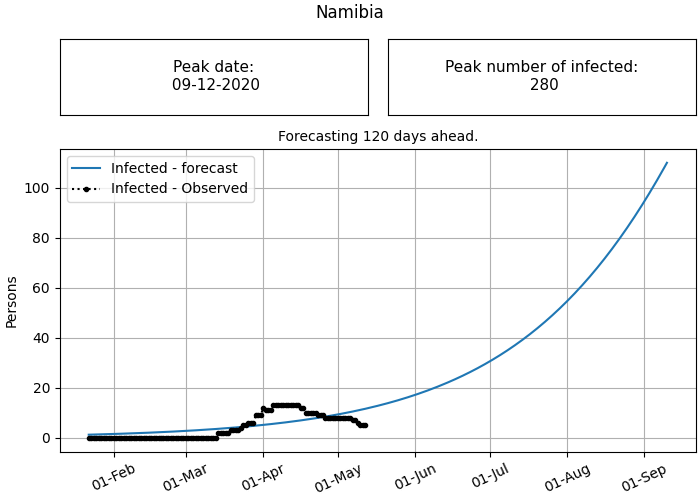 Namibia
Peak date:
09-12-2020
Peak number of infected:
280
Forecasting 120 days ahead.
Infected - forecast
Infected - Observed
Persons
100
80
60
40
20
0
01-Feb
01-Mar
01-Apr
01-May
01-Jun
01-Jul
01-Aug
01-Sep